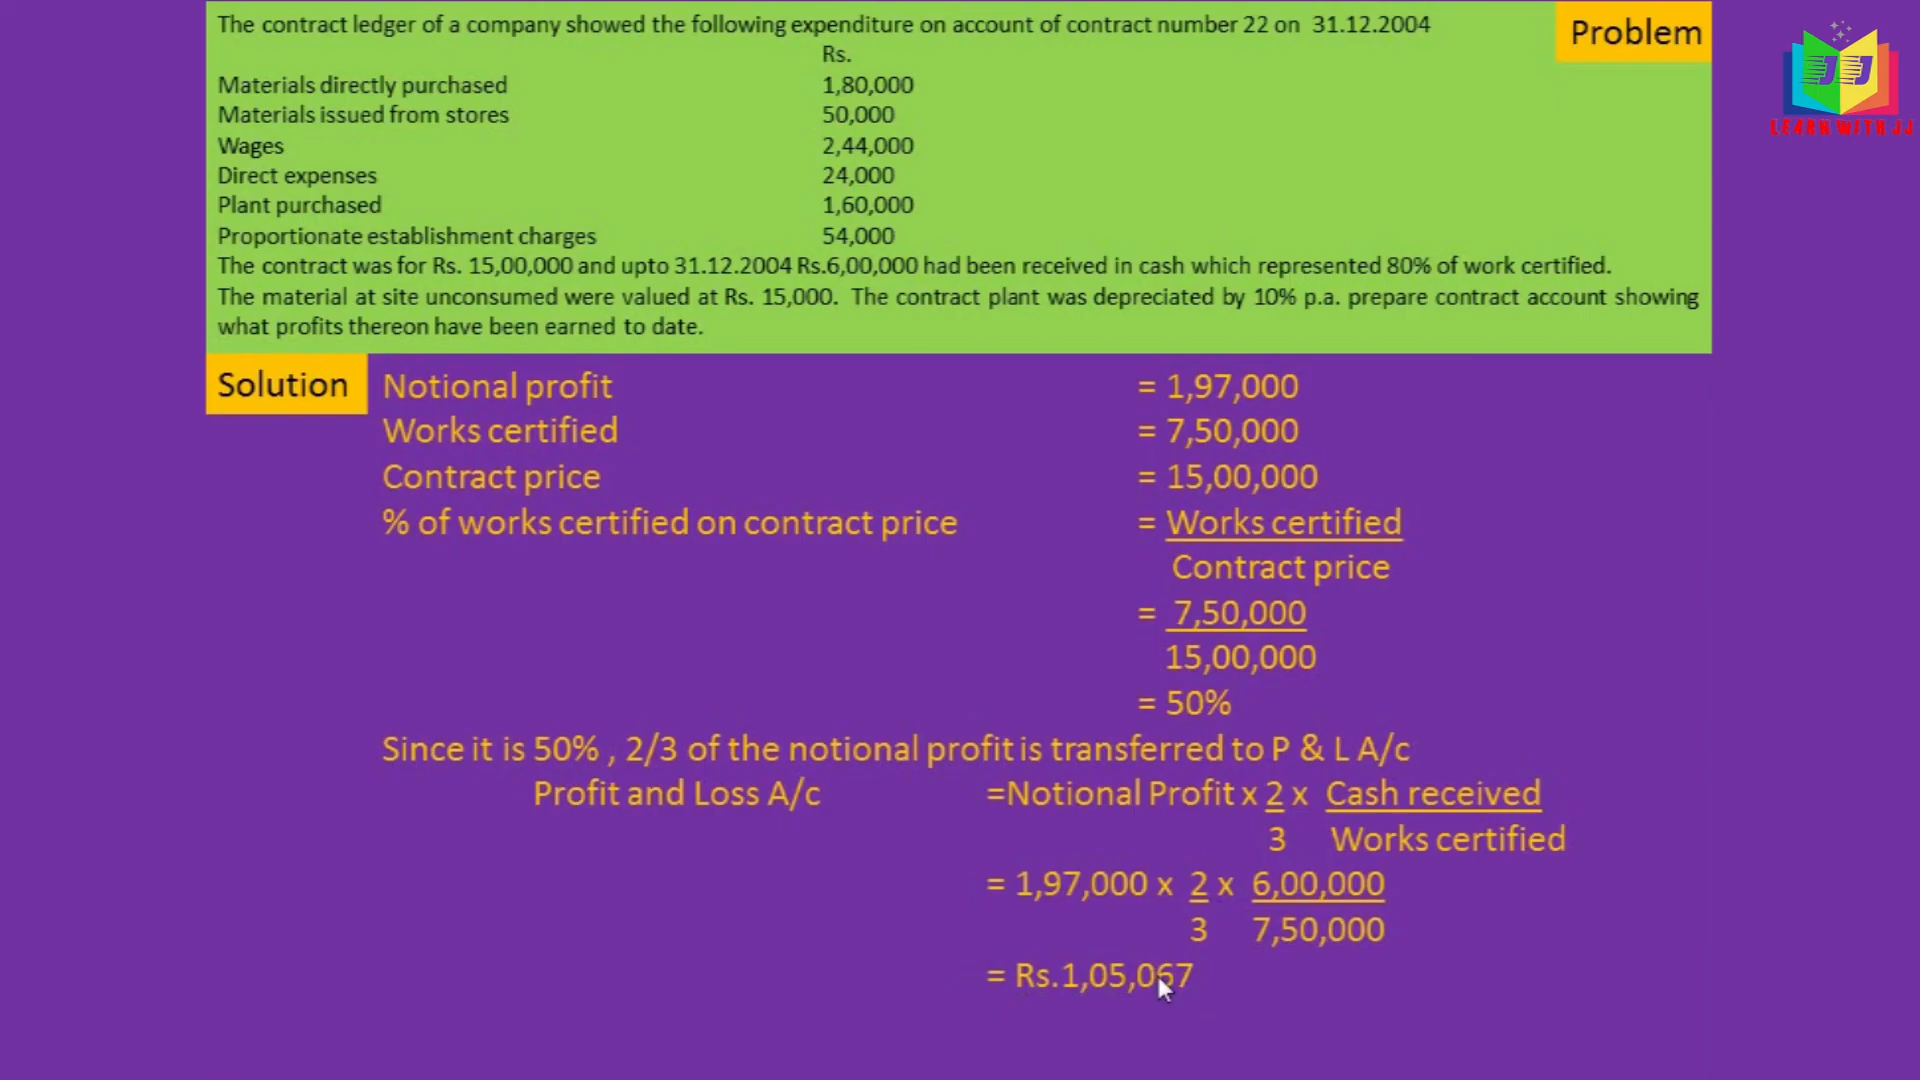 The contract ledger of a company showed the following expenditure on account of contract number 22 on 31.12.2004
Problem
Rs.
Materials directly purchased 1,80,000
Materials issued from stores 50,000
Wages 2,44,000
Direct expenses 24,000
Plant purchased 1,60,000
Proportionate establishment charges 54,000
The contract was for Rs. 15,00,000 and upto 31.12.2004 Rs.6,00,000 had been received in cash which represented 80% of work certified.
The material at site unconsumed were valued at Rs. 15,000. The contract plant was depreciated by 10% p.a. prepare contract account showing
what profits thereon have been earned to date.
JJ
LEARN WITH JJ
Solution
Notional profit = 1,97,000
Works certified = 7,50,000
Contract price = 15,00,000
% of works certified on contract price = Works certified
Contract price
= 7,50,000
15,00,000
= 50%
Since it is 50% , 2/3 of the notional profit is transferred to P & L A/c
Profit and Loss A/c =Notional Profit x 2 x Cash received
3 Works certified
= 1,97,000 x 2 x 6,00,000
3 7,50,000
= Rs.1,05,067